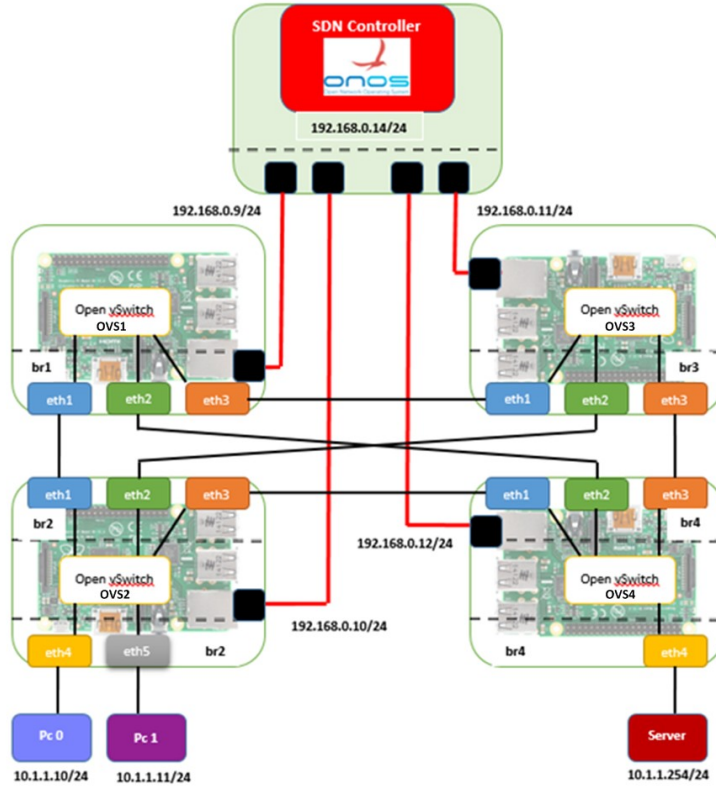 SDN Controller
onos
Open Network Operating System
192.168.0.14/24
192.168.0.9/24
192.168.0.11/24
Open vSwitch
OVS1
Open vSwitch
OVS3
br1
br3
eth1
eth2
eth3
eth1
eth2
eth3
eth1
eth2
eth3
eth1
eth2
eth3
br2
br4
192.168.0.12/24
Open vSwitch
OVS2
Open vSwitch
OVS4
192.168.0.10/24
br2
br4
eth4
eth5
eth4
Pc 0
Pc 1
Server
10.1.1.10/24
10.1.1.11/24
10.1.1.254/24